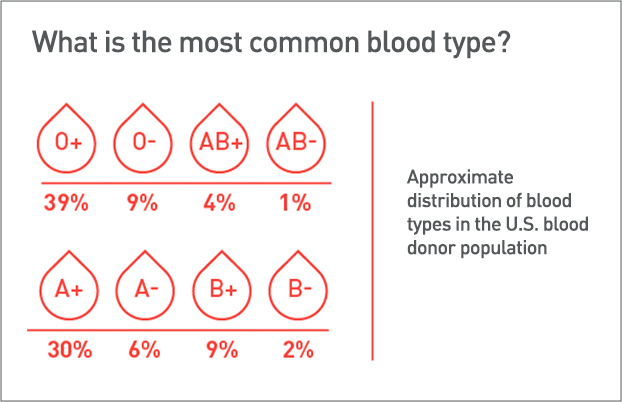 What is the most common blood type?
O+ O- AB+ AB-
39% 9% 4% 1%
A+ A- B+ B-
30% 6% 9% 2%
Approximate
distribution of blood
types in the U.S. blood
donor population